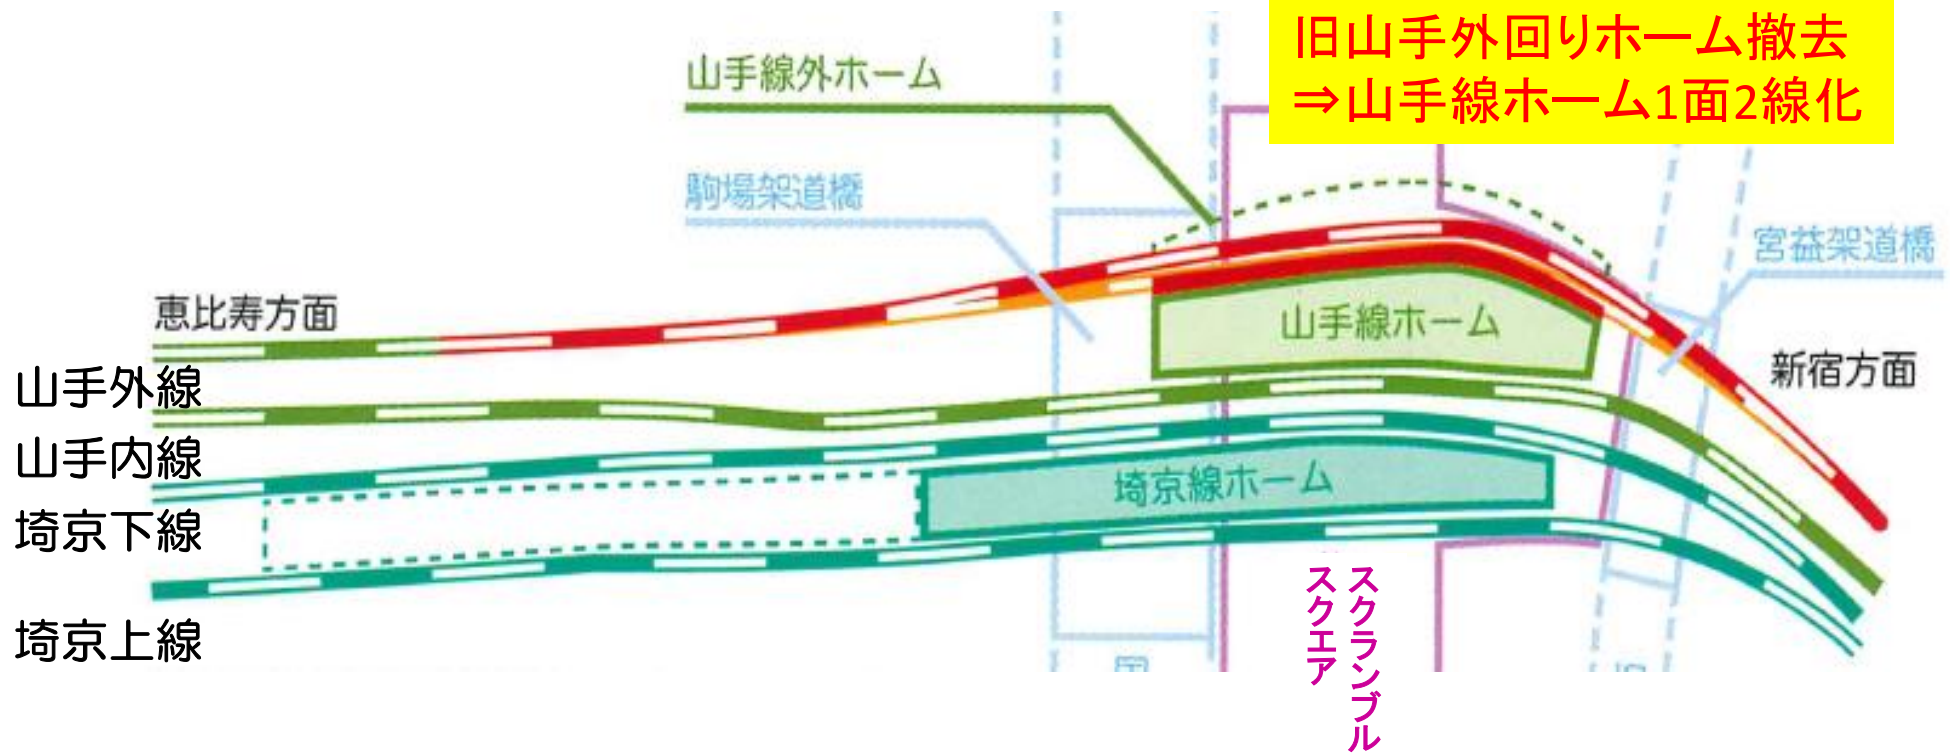 旧山手外回りホーム撤去
⇒山手線ホーム1面2線化
山手線外ホーム
駒場架道橋
宮益架道橋
恵比寿方面
山手線ホーム
新宿方面
山手外線
山手内線
埼京線ホーム
埼京下線
埼京上線
スクランブル
スクエア